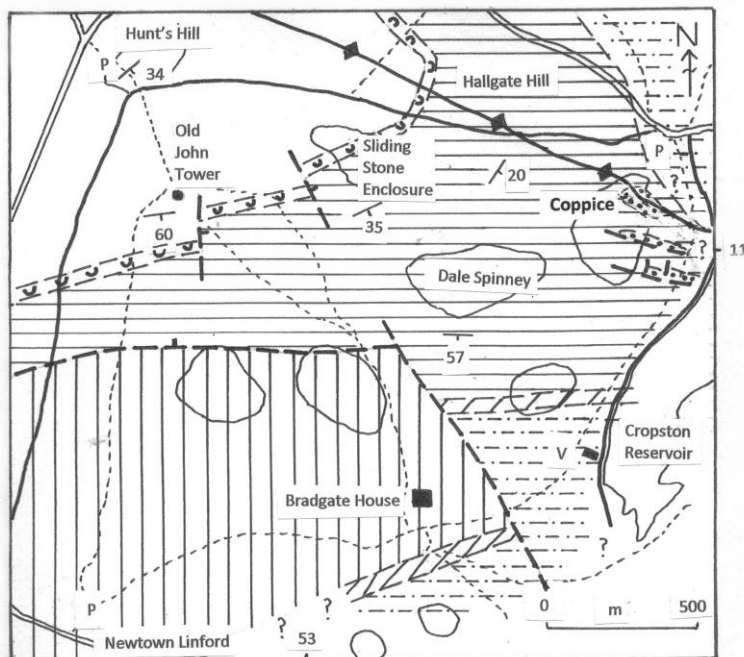 Hunt's Hill
N
P
34
Hallgate Hill
Old
John
Tower
Sliding
Stone
Enclosure
P
?
20
Coppice
35
60
?
11
Dale Spinney
57
Cropston
Reservoir
V
Bradgate House
?
P
?
0 m 500
?
Newtown Linford
53